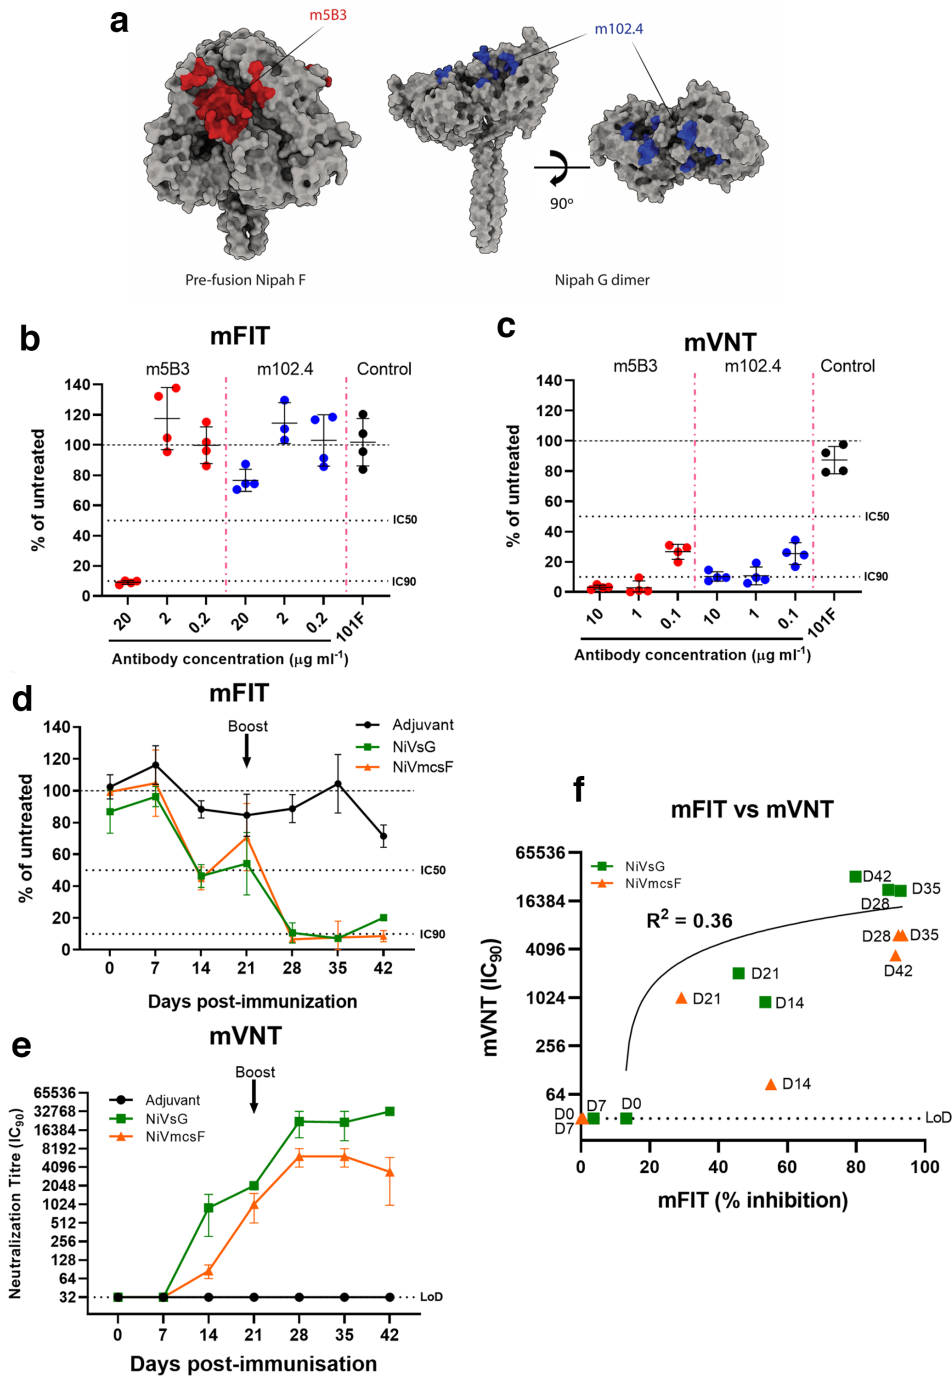 a
m5B3
m102.4
90º
Pre-fusion Nipah F
Nipah G dimer
b
mFIT
m5B3
m102.4
Control
% of untreated
140
120
100
80
60
40
20
0
IC50
IC90
20
2
0.2
20
2
0.2
101F
Antibody concentration (μg ml-1)
c
mVNT
m5B3
m102.4
Control
% of untreated
140
120
100
80
60
40
20
0
IC50
IC90
10
1
0.1
10
1
0.1
101F
Antibody concentration (μg ml-1)
d
mFIT
Boost
Adjuvant
NiVsG
NiVmcsF
% of untreated
140
120
100
80
60
40
20
0
IC50
IC90
0 7 14 21 28 35 42
Days post-immunization
e
mVNT
Boost
Adjuvant
NiVsG
NiVmcsF
Neutralization Titre (IC90)
65536
32768
16384
8192
4096
2048
1024
512
256
128
64
32
LoD
0 7 14 21 28 35 42
Days post-immunisation
f
mFIT vs mVNT
NiVsG
NiVmcsF
R2 = 0.36
mVNT (IC90)
65536
16384
4096
1024
256
64
D42
D35
D28
D28
D35
D42
D21
D21
D14
D14
D0
D7
D7
D0
LoD
0 20 40 60 80 100
mFIT (% inhibition)